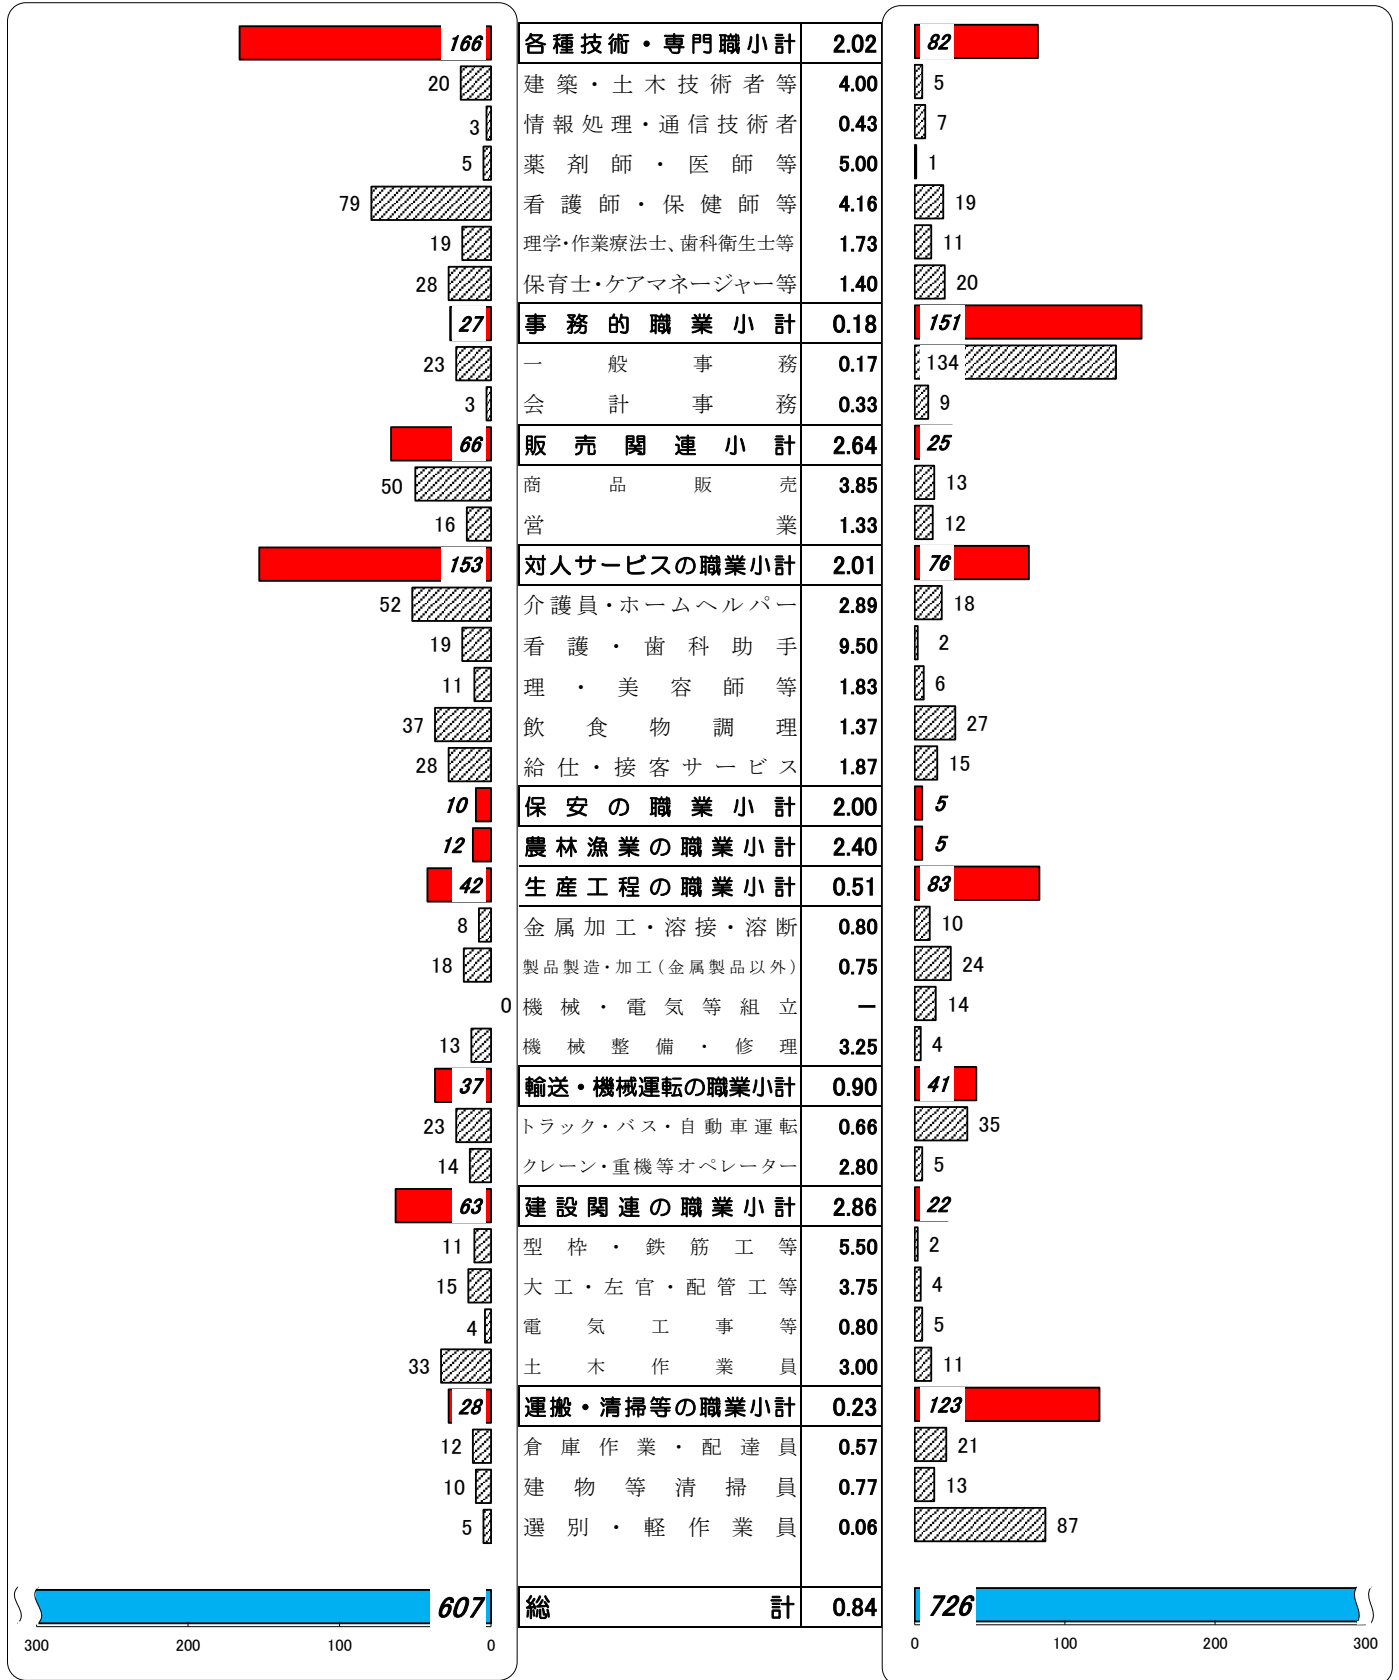 166 各種技術・専門職小計 2.02 82
20 建築・土木技術者等 4.00 5
3 情報処理・通信技術者 0.43 7
5 薬剤師・医師等 5.00 1
79 看護師・保健師等 4.16 19
19 理学・作業療法士、歯科衛生士等 1.73 11
28 保育士・ケアマネージャー等 1.40 20
27 事務的職業小計 0.18 151
23 一般事務 0.17 134
3 会計事務 0.33 9
66 販売関連小計 2.64 25
50 商品販売 3.85 13
16 営業 1.33 12
153 対人サービスの職業小計 2.01 76
52 介護員・ホームヘルパー 2.89 18
19 看護・歯科助手 9.50 2
11 理・美容師等 1.83 6
37 飲食物調理 1.37 27
28 給仕・接客サービス 1.87 15
10 保安の職業小計 2.00 5
12 農林漁業の職業小計 2.40 5
42 生産工程の職業小計 0.51 83
8 金属加工・溶接・溶断 0.80 10
18 製品製造・加工(金属製品以外) 0.75 24
0 機械・電気等組立 ー 14
13 機械整備・修理 3.25 4
37 輸送・機械運転の職業小計 0.90 41
23 トラック・バス・自動車運転 0.66 35
14 クレーン・重機等オペレーター 2.80 5
63 建設関連の職業小計 2.86 22
11 型枠・鉄筋工等 5.50 2
15 大工・左官・配管工等 3.75 4
4 電気工事等 0.80 5
33 土木作業員 3.00 11
28 運搬・清掃等の職業小計 0.23 123
12 倉庫作業・配達員 0.57 21
10 建物等清掃員 0.77 13
5 選別・軽作業員 0.06 87
607 総計 0.84 726
300 200 100 0 0 100 200 300